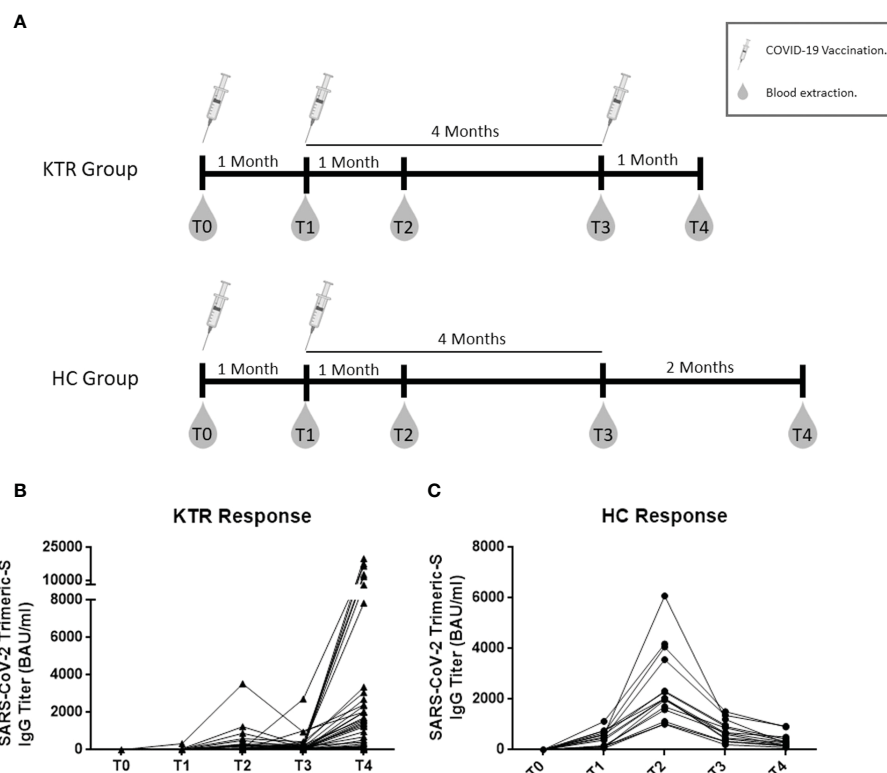 A
COVID-19 Vaccination.
Blood extraction.
4 Months
KTR Group
1 Month
1 Month
1 Month
T0
T1
T2
T3
T4
4 Months
HC Group
1 Month
1 Month
2 Months
T0
T1
T2
T3
T4
B
KTR Response
SARS-CoV-2 Trimeric-S
IgG Titer (BAU/ml)
25000
10000
8000
6000
4000
2000
0
T0
T1
T2
T3
T4
C
HC Response
SARS-CoV-2 Trimeric-S
IgG Titer (BAU/ml)
8000
6000
4000
2000
0
T0
T1
T2
T3
T4